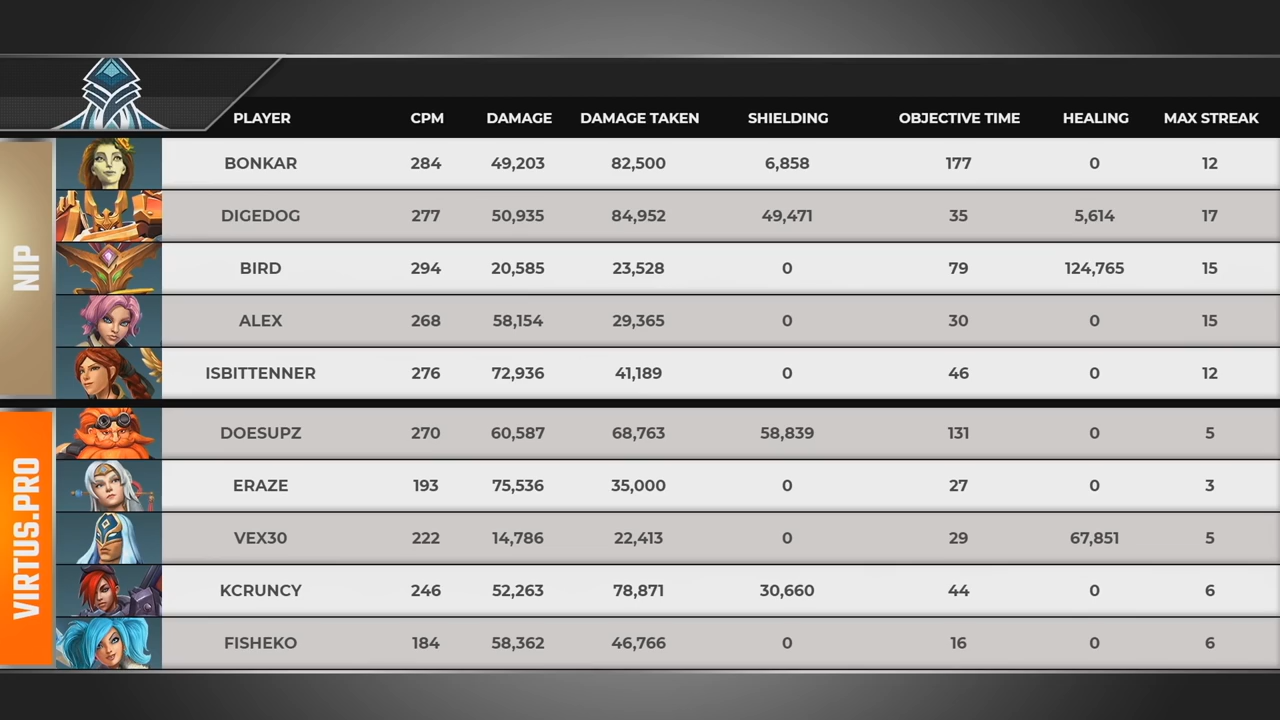 PLAYER CPM DAMAGE DAMAGE TAKEN SHIELDING OBJECTIVE TIME HEALING MAX STREAK
NIP
BONKAR 284 49,203 82,500 6,858 177 0 12
DIGEDOG 277 50,935 84,952 49,471 35 5,614 17
BIRD 294 20,585 23,528 0 79 124,765 15
ALEX 268 58,154 29,365 0 30 0 15
ISBITTENNER 276 72,936 41,189 0 46 0 12
VIRTUS.PRO
DOESUPZ 270 60,587 68,763 58,839 131 0 5
ERAZE 193 75,536 35,000 0 27 0 3
VEX30 222 14,786 22,413 0 29 67,851 5
KCRUNCY 246 52,263 78,871 30,660 44 0 6
FISHEKO 184 58,362 46,766 0 16 0 6